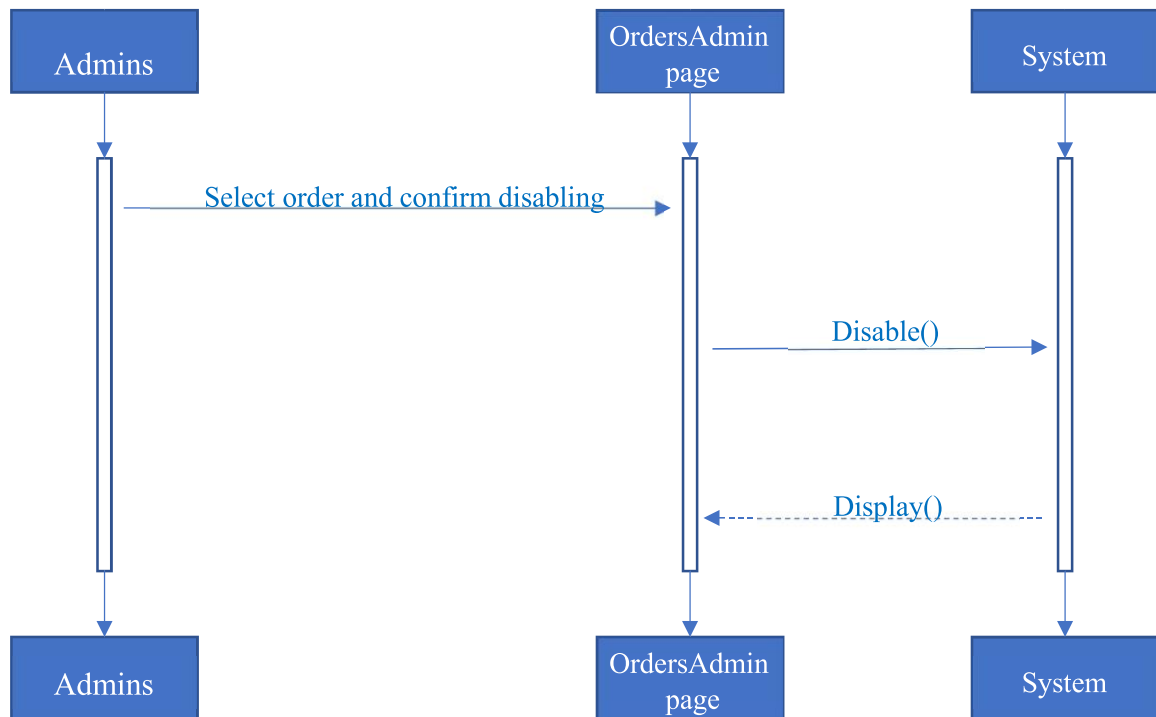 Admins
OrdersAdmin
page
System
Select order and confirm disabling
Disable()
Display()
Admins
OrdersAdmin
page
System